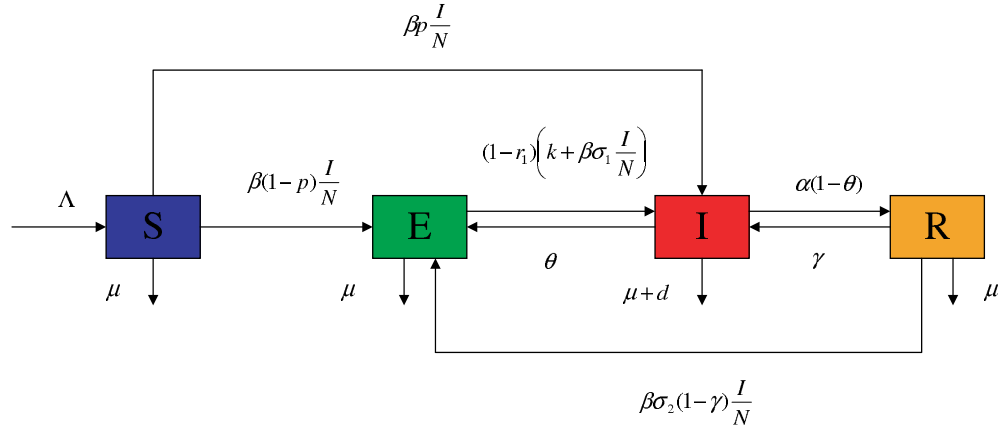 βp I/N
(1−r₁)(k + βσ₁ I/N)
β(1−p) I/N
α(1−θ)
Λ
S
E
I
R
θ
γ
μ
μ
μ+d
μ
βσ₂(1−γ) I/N